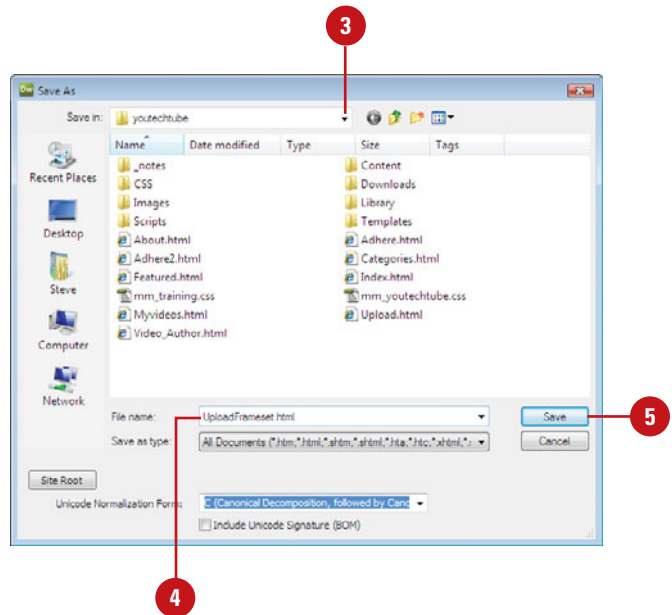 3
Dw Save As
Save in: youtechtube
Name Date modified Type Size Tags
Recent Places
Desktop
Steve
Computer
Network
_notes Content
CSS Downloads
Images Library
Scripts Templates
About.html Adhere.html
Adhere2.html Categories.html
Featured.html Index.html
mm_training.css mm_youtechtube.css
Myvideos.html Upload.html
Video_Author.html
File name: UploadFrameset.html Save 5
Save as type: All Documents (*.htm;*.html;*.shtm;*.shtml;*.hta;*.htc;*.xhtml;*. Cancel
Site Root
Unicode Normalization Form: C (Canonical Decomposition, followed by Cano
Include Unicode Signature (BOM)
4